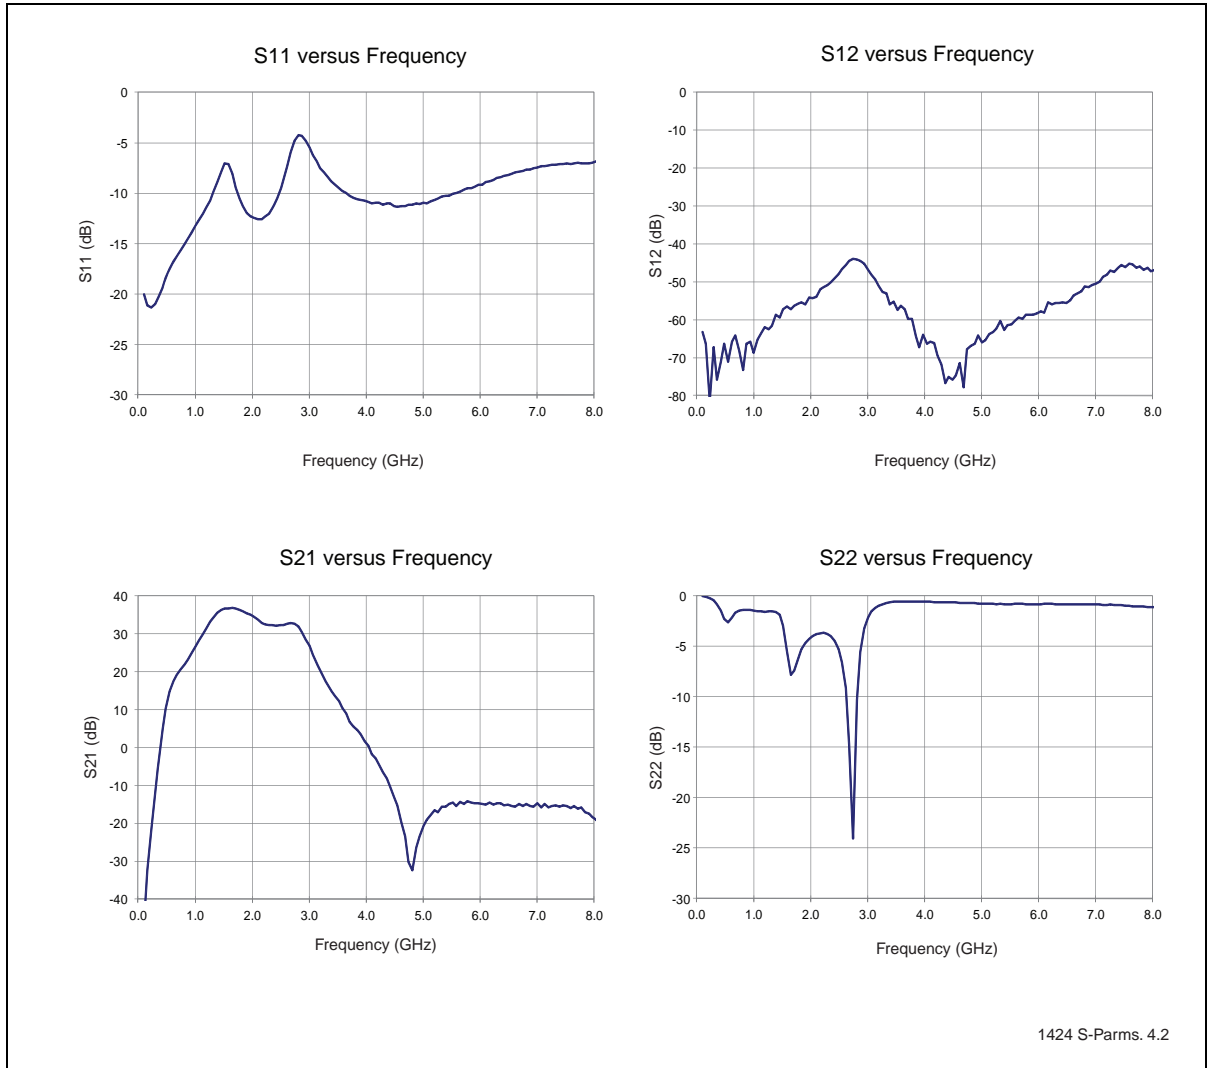 S11 versus Frequency
0
-5
-10
-15
-20
-25
-30
S11 (dB)
0.0 1.0 2.0 3.0 4.0 5.0 6.0 7.0 8.0
Frequency (GHz)
S12 versus Frequency
0
-10
-20
-30
-40
-50
-60
-70
-80
S12 (dB)
0.0 1.0 2.0 3.0 4.0 5.0 6.0 7.0 8.0
Frequency (GHz)
S21 versus Frequency
40
30
20
10
0
-10
-20
-30
-40
S21 (dB)
0.0 1.0 2.0 3.0 4.0 5.0 6.0 7.0 8.0
Frequency (GHz)
S22 versus Frequency
0
-5
-10
-15
-20
-25
-30
S22 (dB)
0.0 1.0 2.0 3.0 4.0 5.0 6.0 7.0 8.0
Frequency (GHz)
1424 S-Parms. 4.2